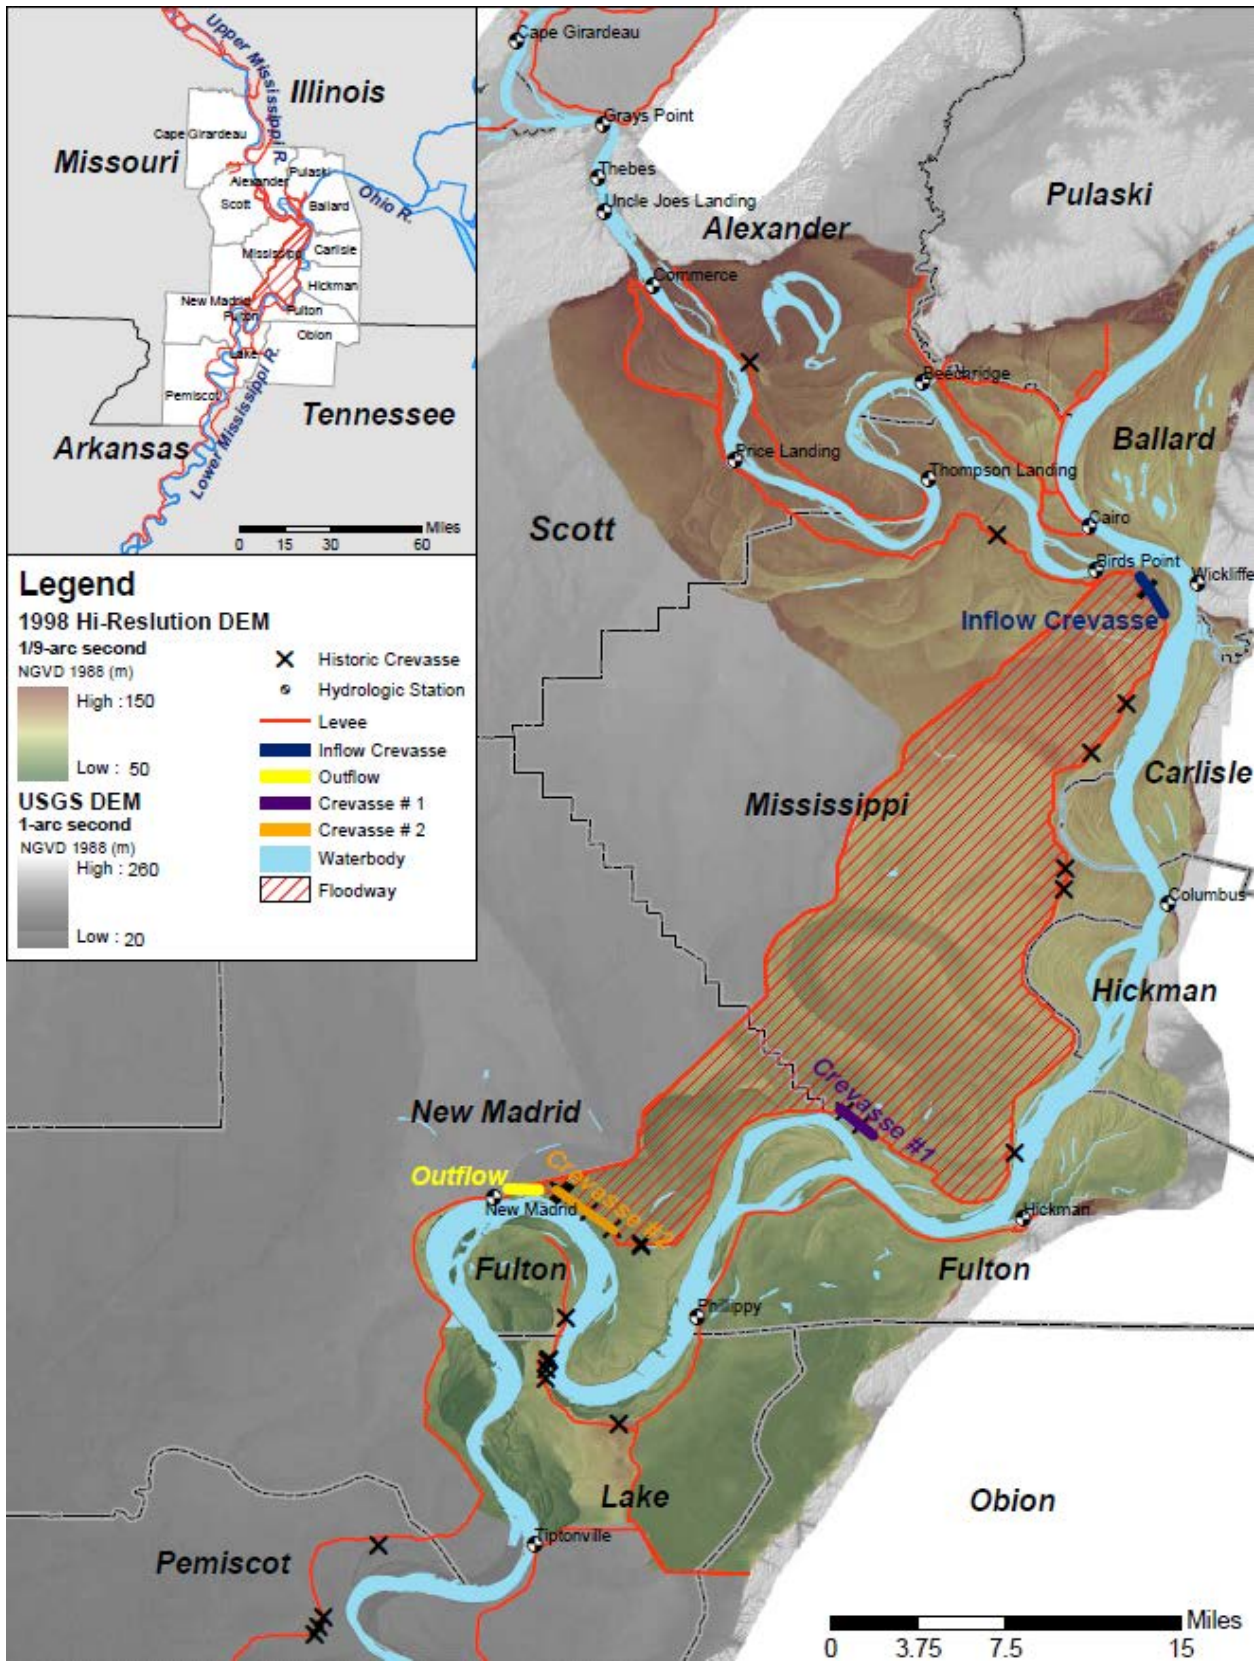 Upper Mississippi R.
Illinois
Cape Girardeau
Missouri
Pulaski
Alexander
Scott
Ballard
Ohio R.
Mississippi
Carlisle
Hickman
New Madrid
Fulton
Fulton
Obion
Lake
Pemiscot
Tennessee
Arkansas
Lower Mississippi R.
Miles
0 15 30 60
Legend
1998 Hi-Reslution DEM
1/9-arc second
NGVD 1988 (m)
High : 150
Low : 50
USGS DEM
1-arc second
NGVD 1988 (m)
High : 260
Low : 20
Historic Crevasse
Hydrologic Station
Levee
Inflow Crevasse
Outflow
Crevasse # 1
Crevasse # 2
Waterbody
Floodway
Cape Girardeau
Grays Point
Thebes
Uncle Joes Landing
Pulaski
Alexander
Commerce
Beechridge
Ballard
Price Landing
Thompson Landing
Scott
Cairo
Birds Point
Wickliffe
Inflow Crevasse
Carlisle
Mississippi
Columbus
Hickman
Crevasse #1
New Madrid
Outflow
New Madrid
Crevasse #2
Hickman
Fulton
Fulton
Phillippy
Lake
Obion
Tiptonville
Pemiscot
Miles
0 3.75 7.5 15